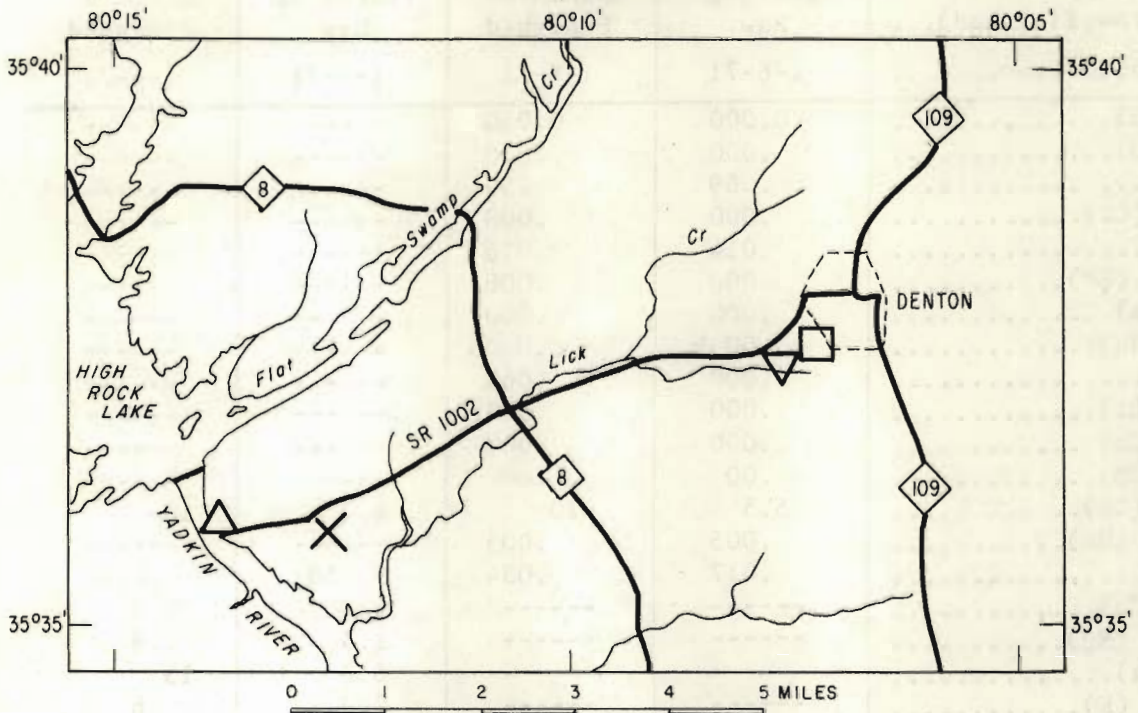 80°15'
80°10'
80°05'
35°40'
35°40'
Cr
109
8
Swamp
Cr
DENTON
HIGH
ROCK
LAKE
Flat
Lick
SR 1002
8
109
YADKIN
RIVER
35°35'
35°35'
0 1 2 3 4 5 MILES